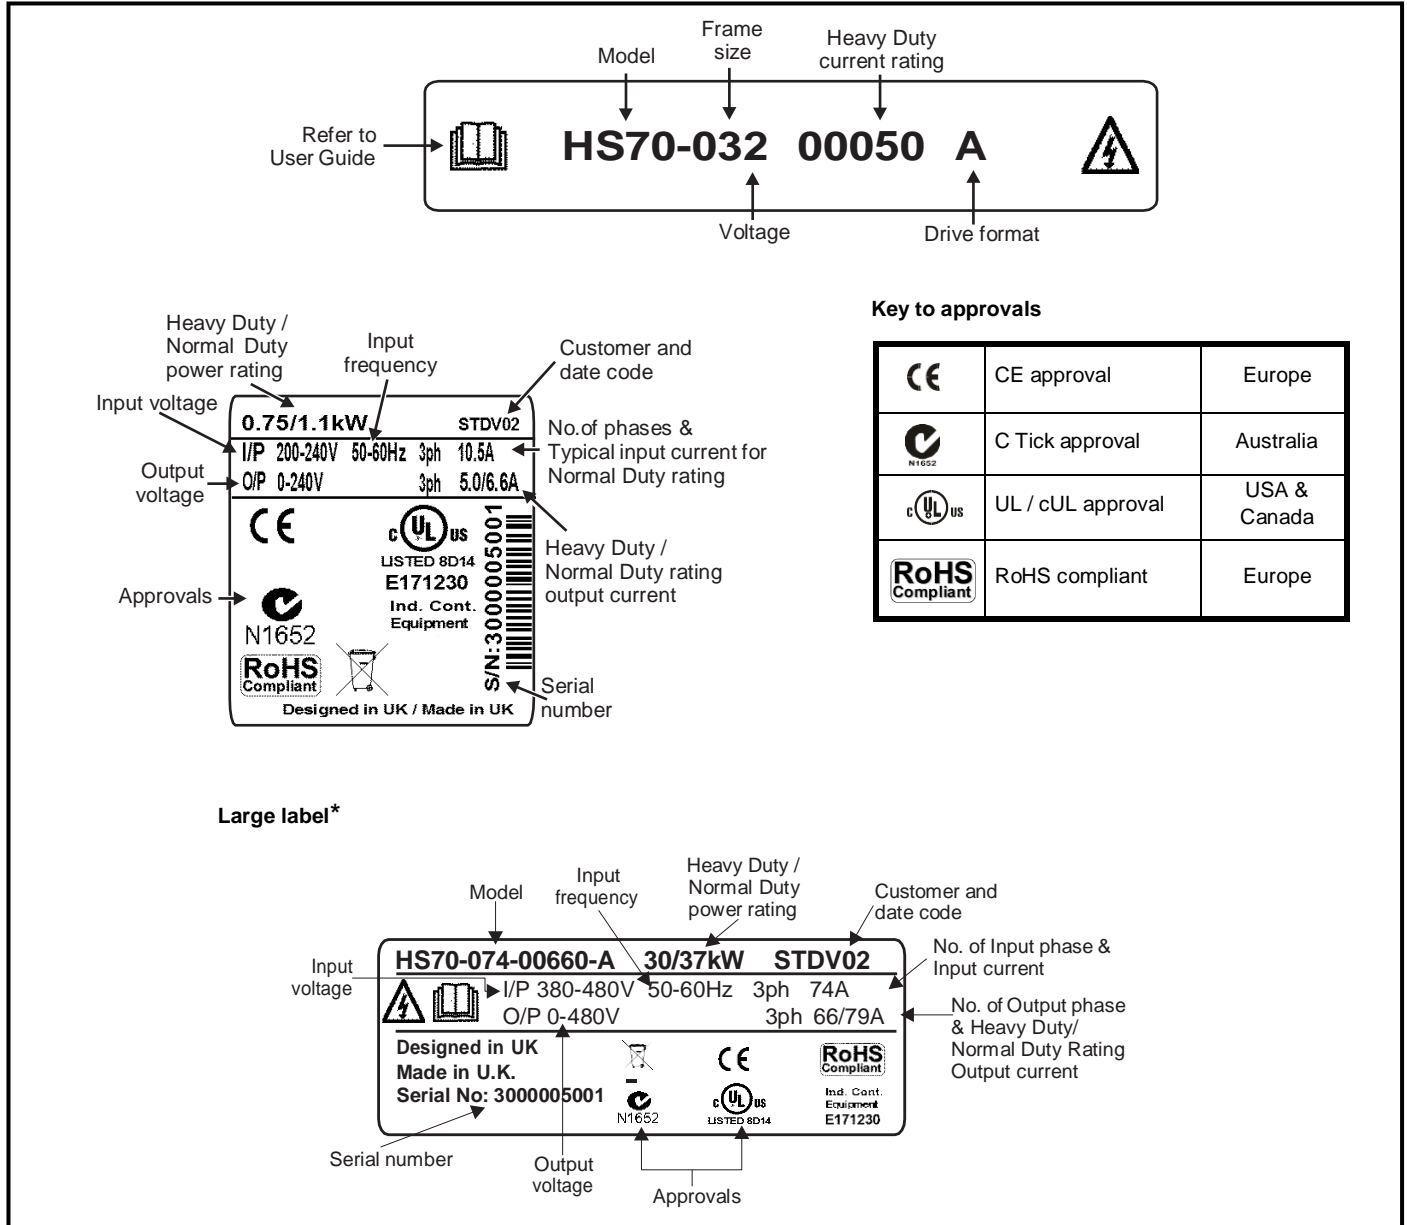 Model
Frame size
Heavy Duty current rating
Refer to User Guide
HS70-032 00050 A
Voltage
Drive format
Heavy Duty / Normal Duty power rating
Input frequency
Customer and date code
Input voltage
Output voltage
0.75/1.1kW STDV02
I/P 200-240V 50-60Hz 3ph 10.5A
O/P 0-240V 3ph 5.0/6.6A
No.of phases & Typical input current for Normal Duty rating
Heavy Duty / Normal Duty rating output current
CE
c UL us
LISTED 8D14
E171230
Ind. Cont.
Equipment
S/N:3000005001
Approvals
N1652
RoHS
Compliant
Designed in UK / Made in UK
Serial number
Key to approvals
CE CE approval Europe
N1652 C Tick approval Australia
c UL us UL / cUL approval USA & Canada
RoHS Compliant RoHS compliant Europe
Large label*
Model
Input frequency
Heavy Duty / Normal Duty power rating
Customer and date code
Input voltage
HS70-074-00660-A 30/37kW STDV02
I/P 380-480V 50-60Hz 3ph 74A
O/P 0-480V 3ph 66/79A
No. of Input phase & Input current
No. of Output phase & Heavy Duty/ Normal Duty Rating Output current
Designed in UK
Made in U.K.
Serial No: 3000005001
N1652
CE
c UL us
LISTED 8D14
RoHS
Compliant
Ind. Cont.
Equipment
E171230
Serial number
Output voltage
Approvals